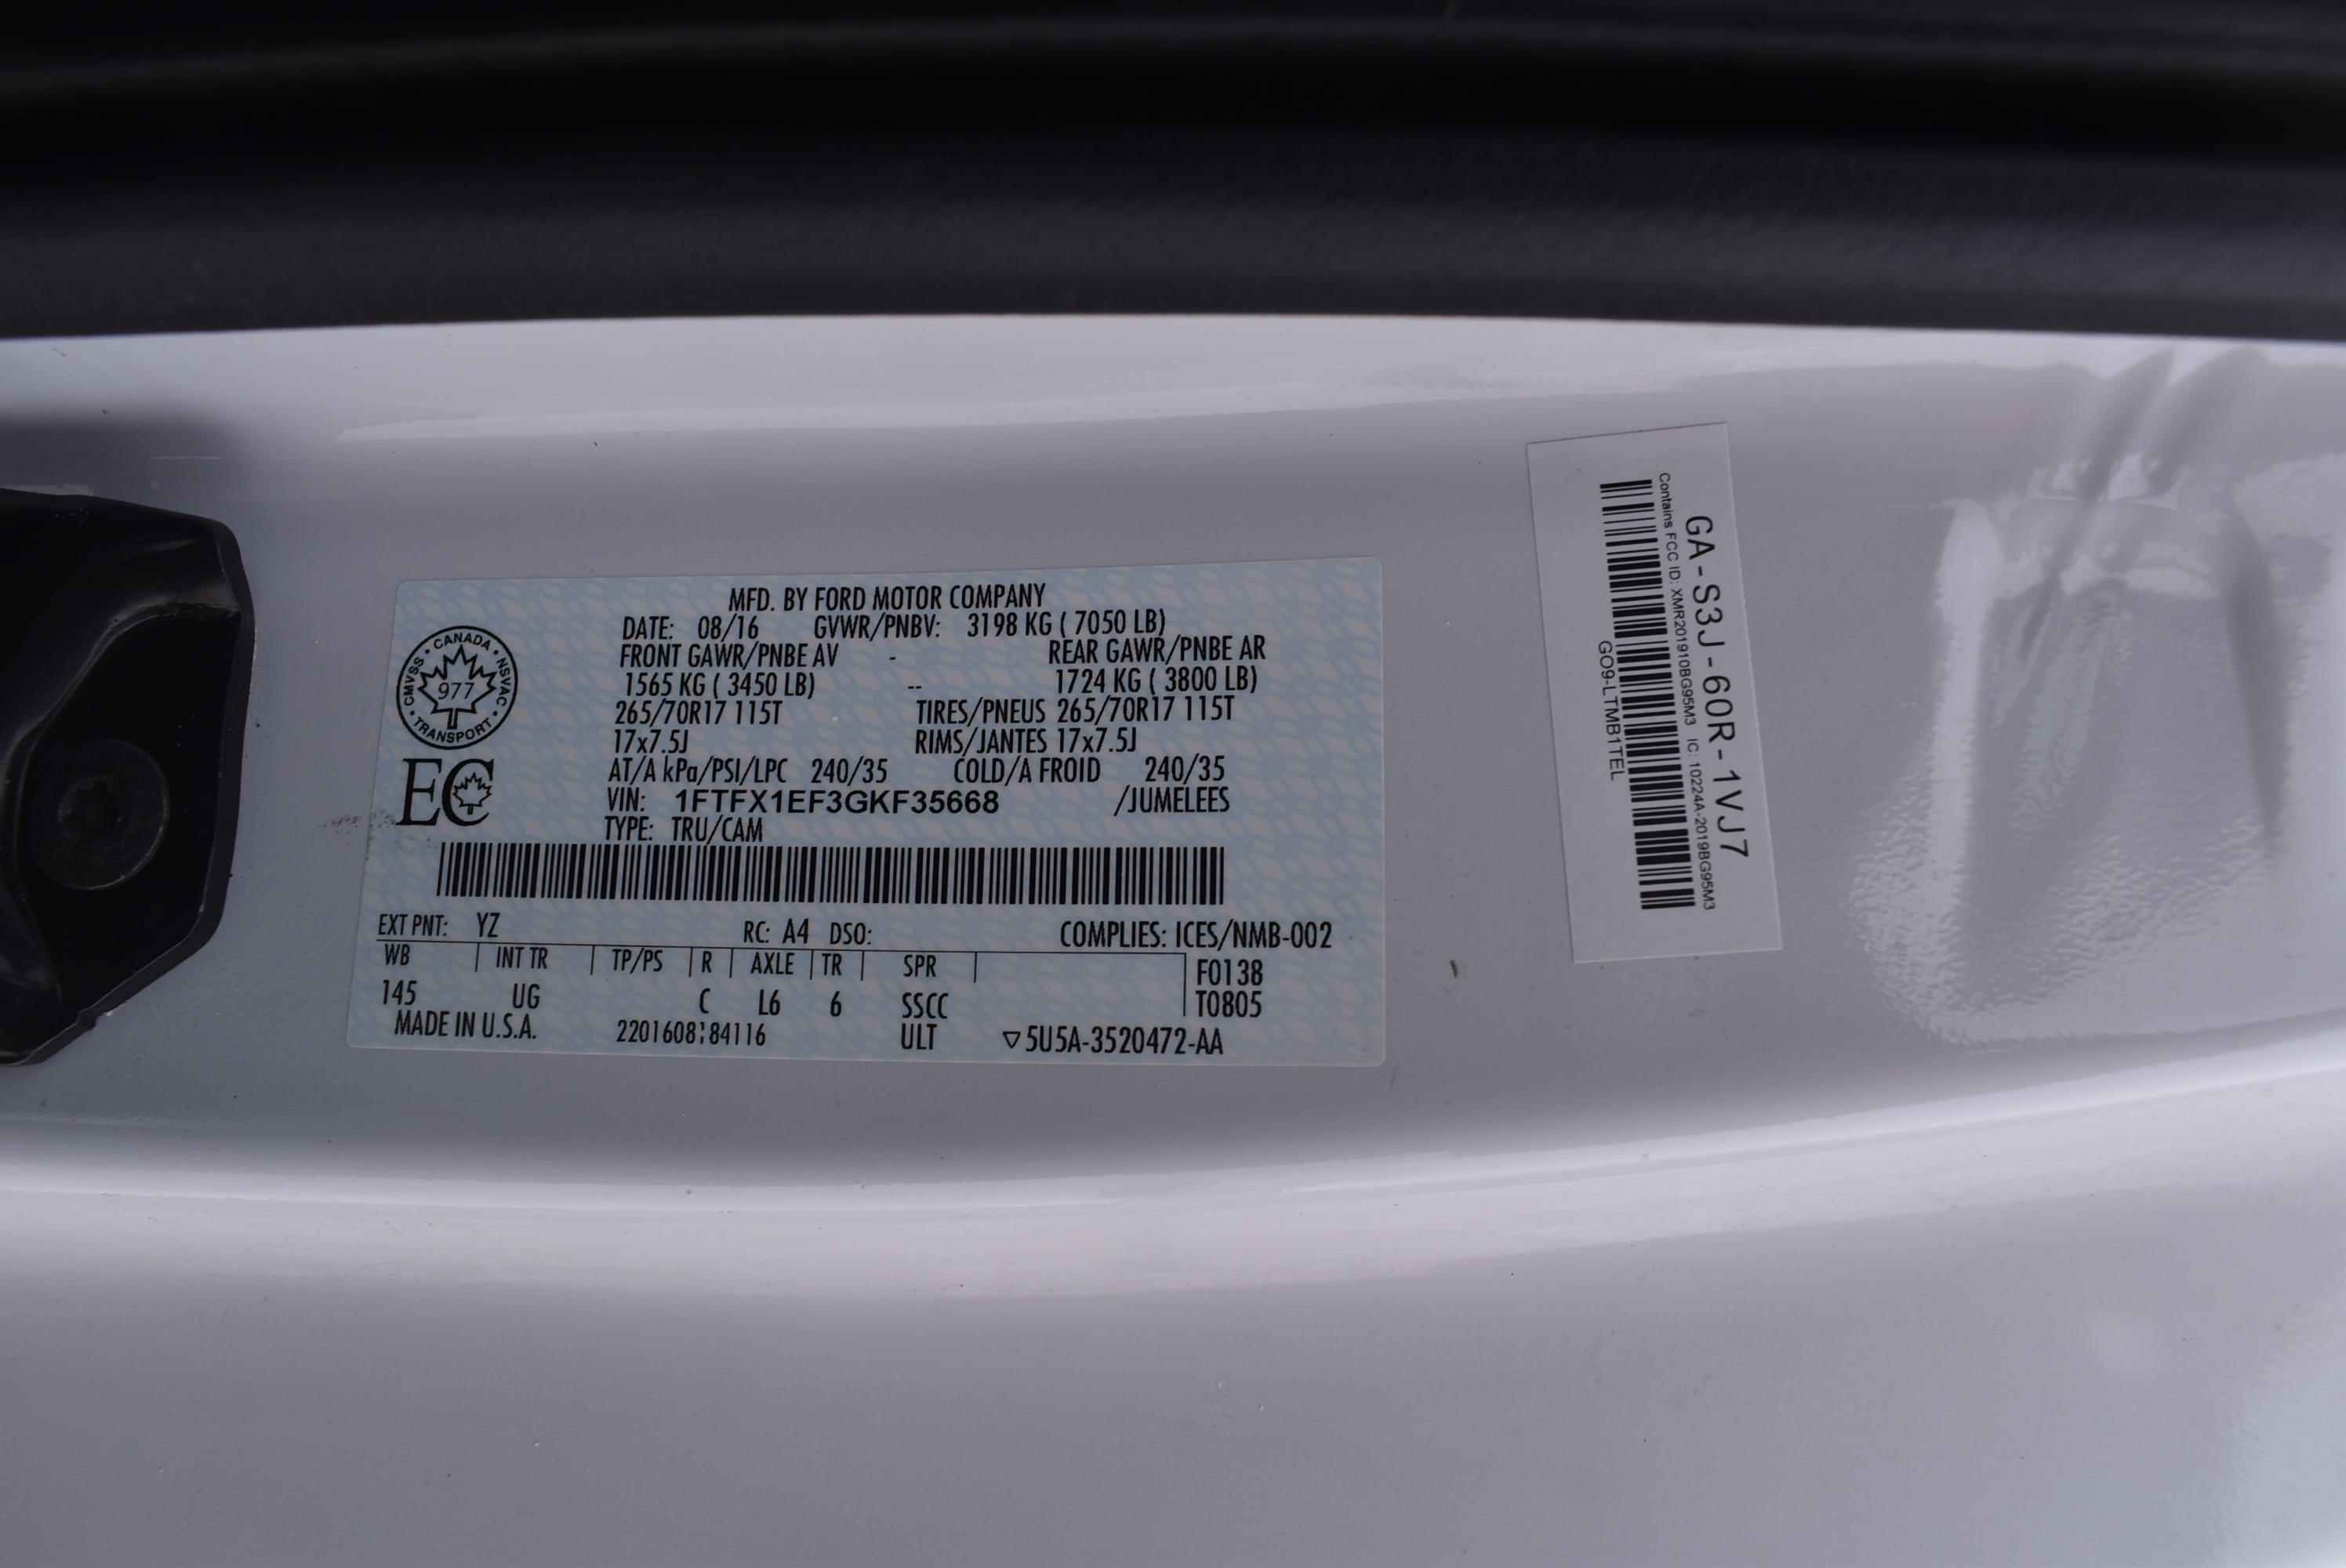 MFD. BY FORD MOTOR COMPANY
DATE: 08/16 GVWR/PNBV: 3198 KG ( 7050 LB)
FRONT GAWR/PNBE AV - REAR GAWR/PNBE AR
1565 KG ( 3450 LB) -- 1724 KG ( 3800 LB)
265/70R17 115T TIRES/PNEUS 265/70R17 115T
17x7.5J RIMS/JANTES 17x7.5J
AT/A kPa/PSI/LPC 240/35 COLD/A FROID 240/35
VIN: 1FTFX1EF3GKF35668 /JUMELEES
TYPE: TRU/CAM
CANADA • NSVAC • TRANSPORT • CMVSS •
977
EC
EXT PNT: YZ RC: A4 DSO: COMPLIES: ICES/NMB-002
WB INT TR TP/PS R AXLE TR SPR F0138
145 UG C L6 6 SSCC T0805
MADE IN U.S.A. 2201608184116 ULT ▽5U5A-3520472-AA
GA-S3J-60R-1VJ7
Contains FCC ID: XMR201910BG95M3 IC: 10224A-2019BG95M3
GO9-LTMB1TEL